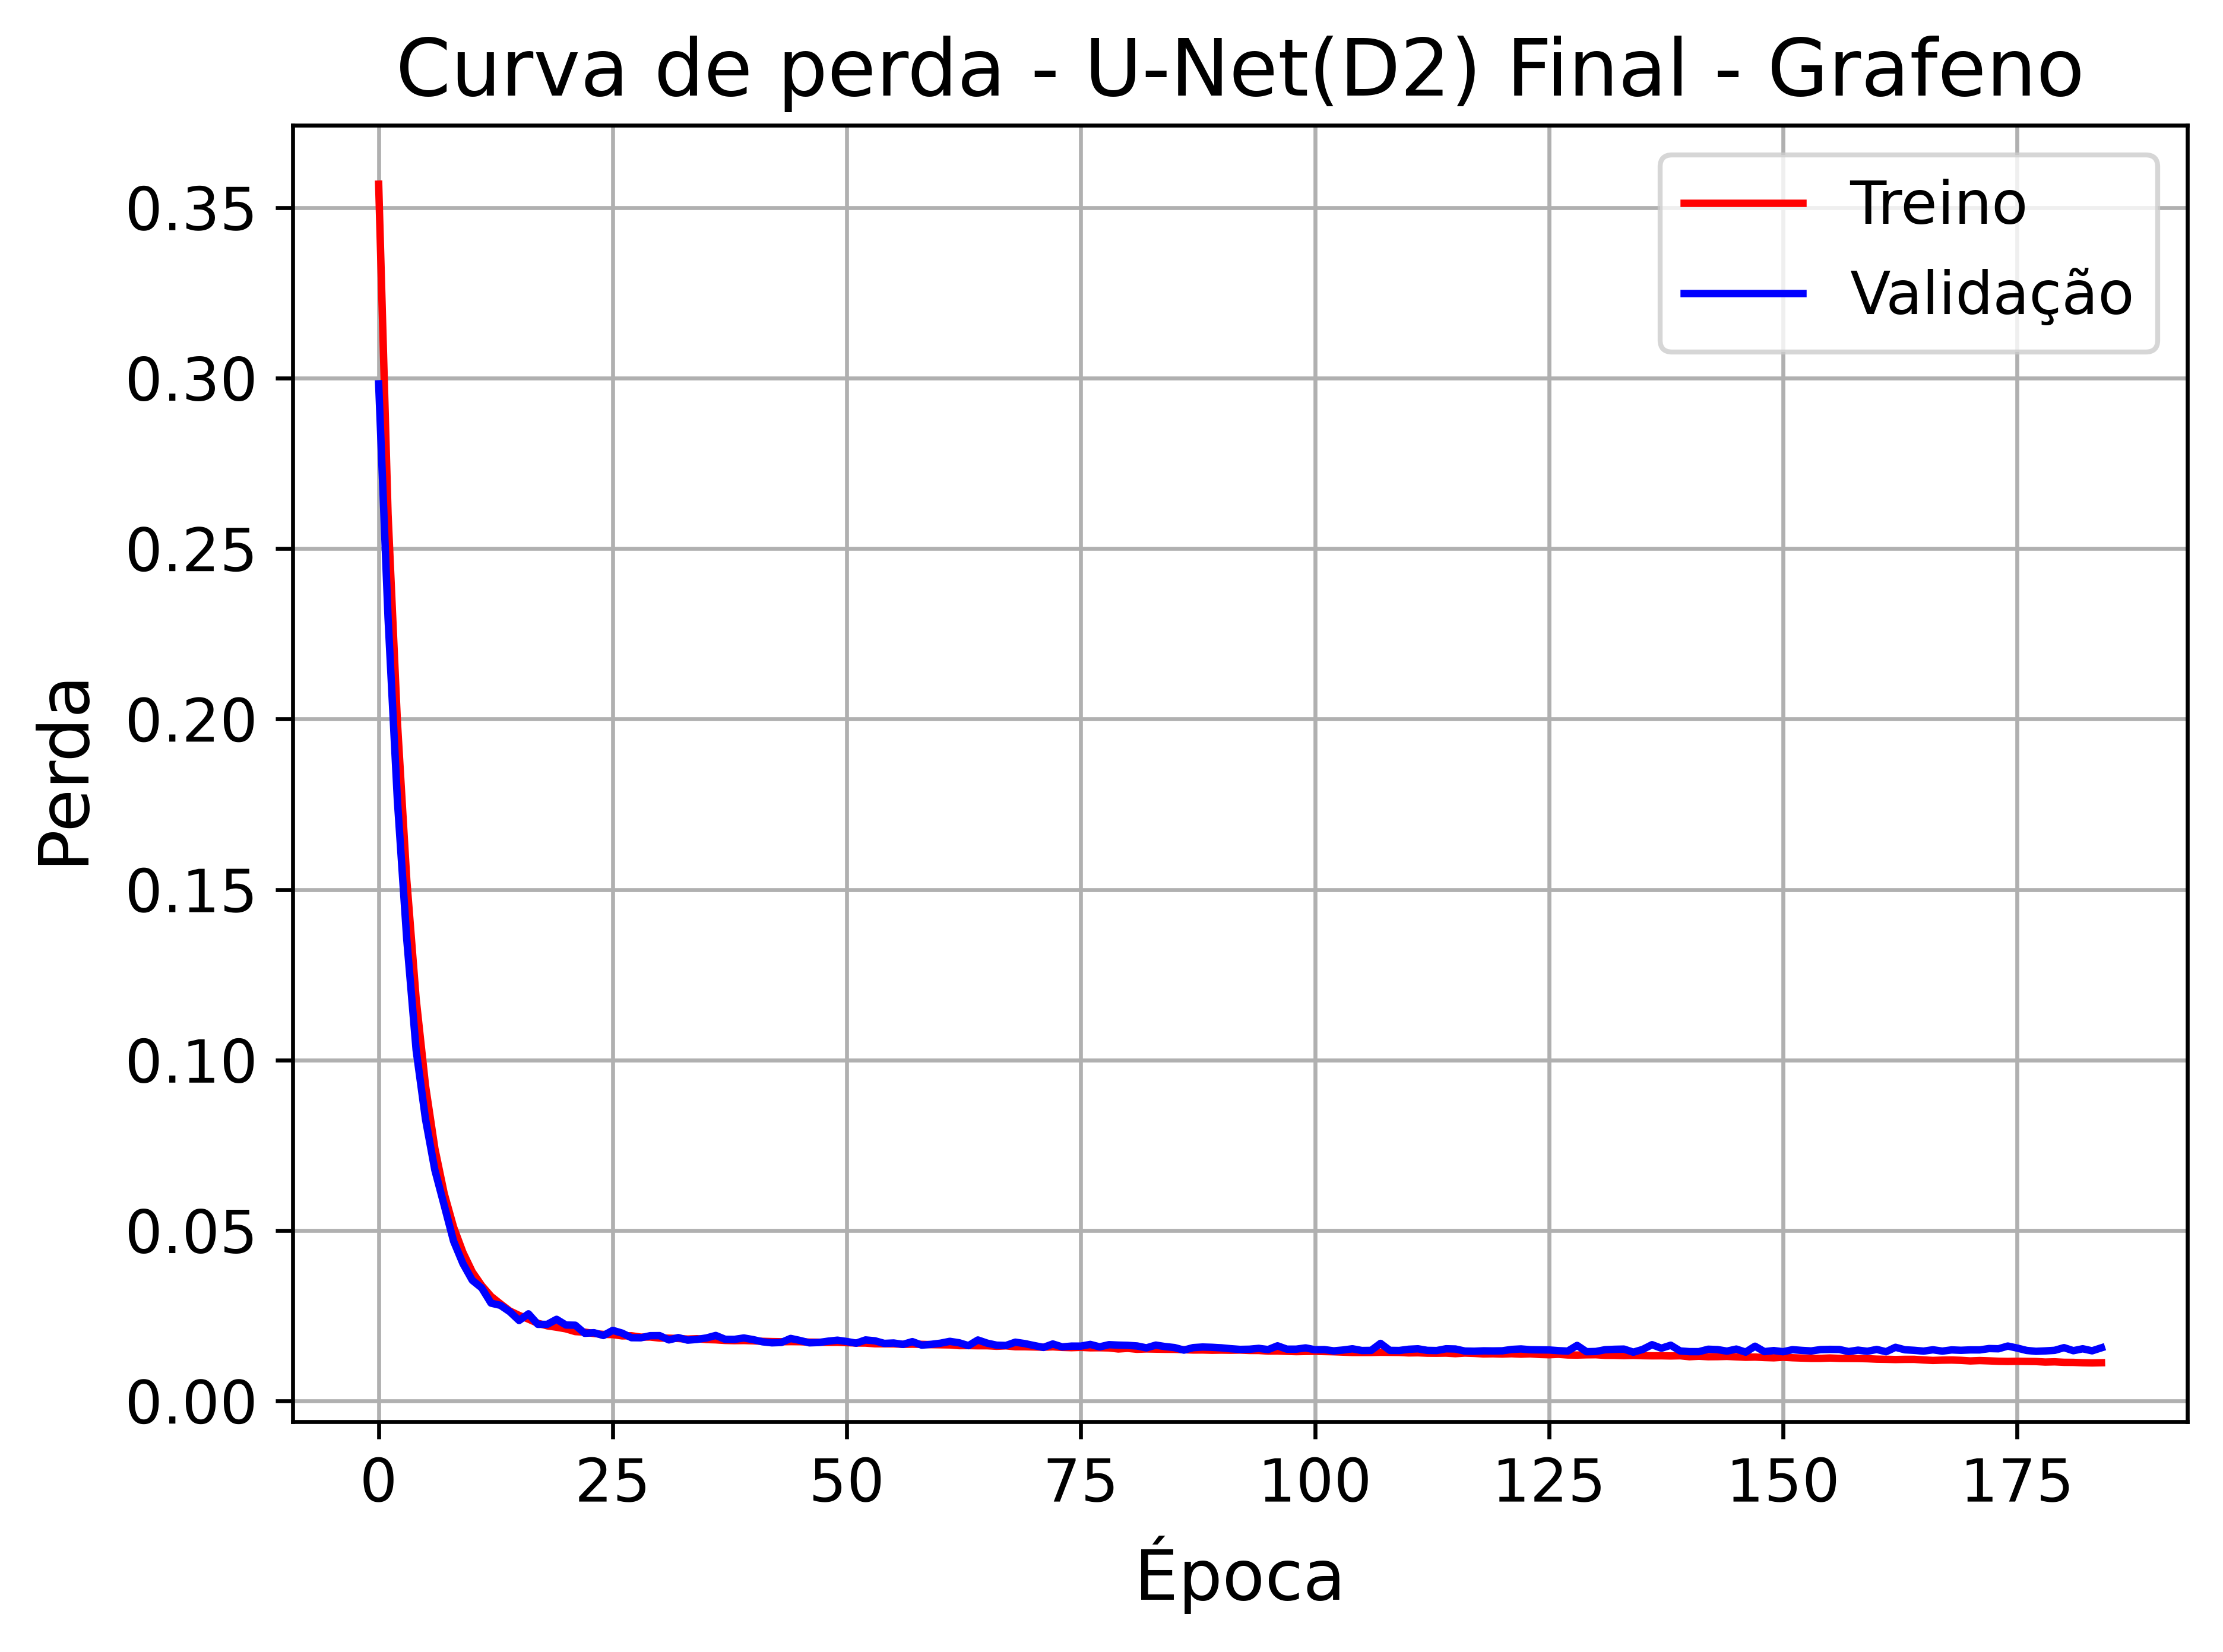 Curva de perda - U-Net(D2) Final - Grafeno
Treino
Validação
0.35
0.30
0.25
0.20
0.15
0.10
0.05
0.00
Perda
0 25 50 75 100 125 150 175
Época